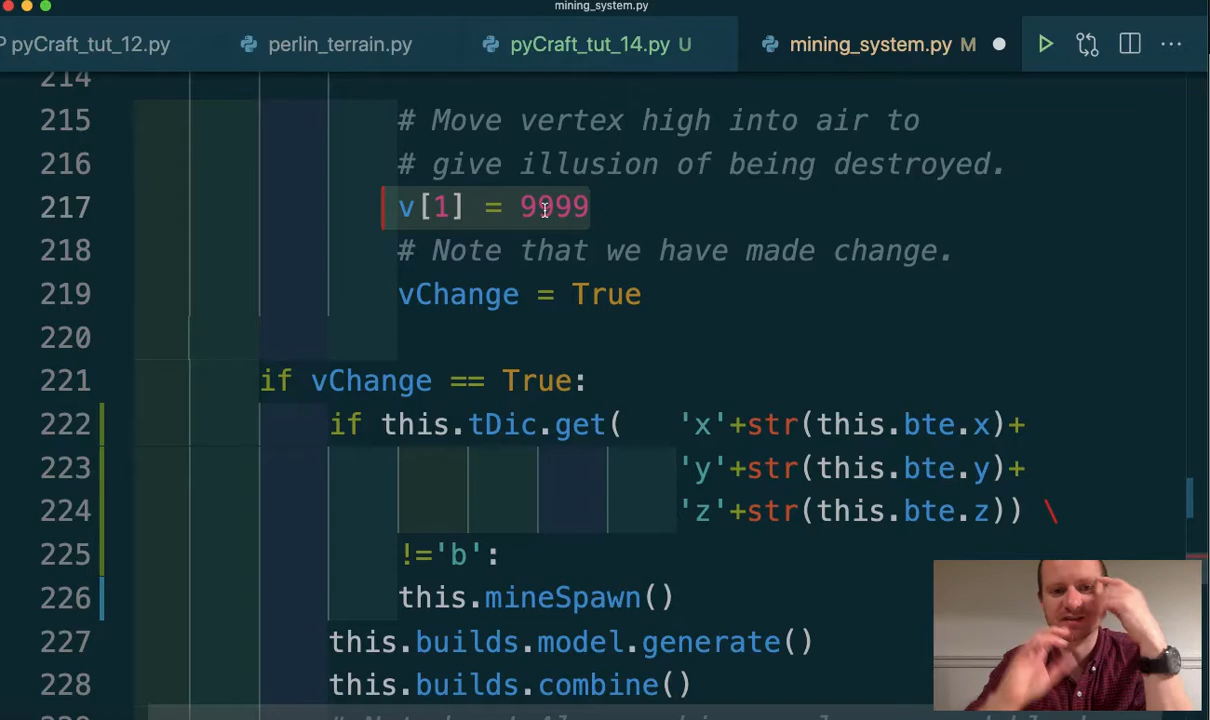 mining_system.py
P pyCraft_tut_12.py perlin_terrain.py pyCraft_tut_14.py U mining_system.py M
214
215 # Move vertex high into air to
216 # give illusion of being destroyed.
217 v[1] = 9999
218 # Note that we have made change.
219 vChange = True
220
221 if vChange == True:
222 if this.tDic.get( 'x'+str(this.bte.x)+
223 'y'+str(this.bte.y)+
224 'z'+str(this.bte.z)) \
225 !='b':
226 this.mineSpawn()
227 this.builds.model.generate()
228 this.builds.combine()